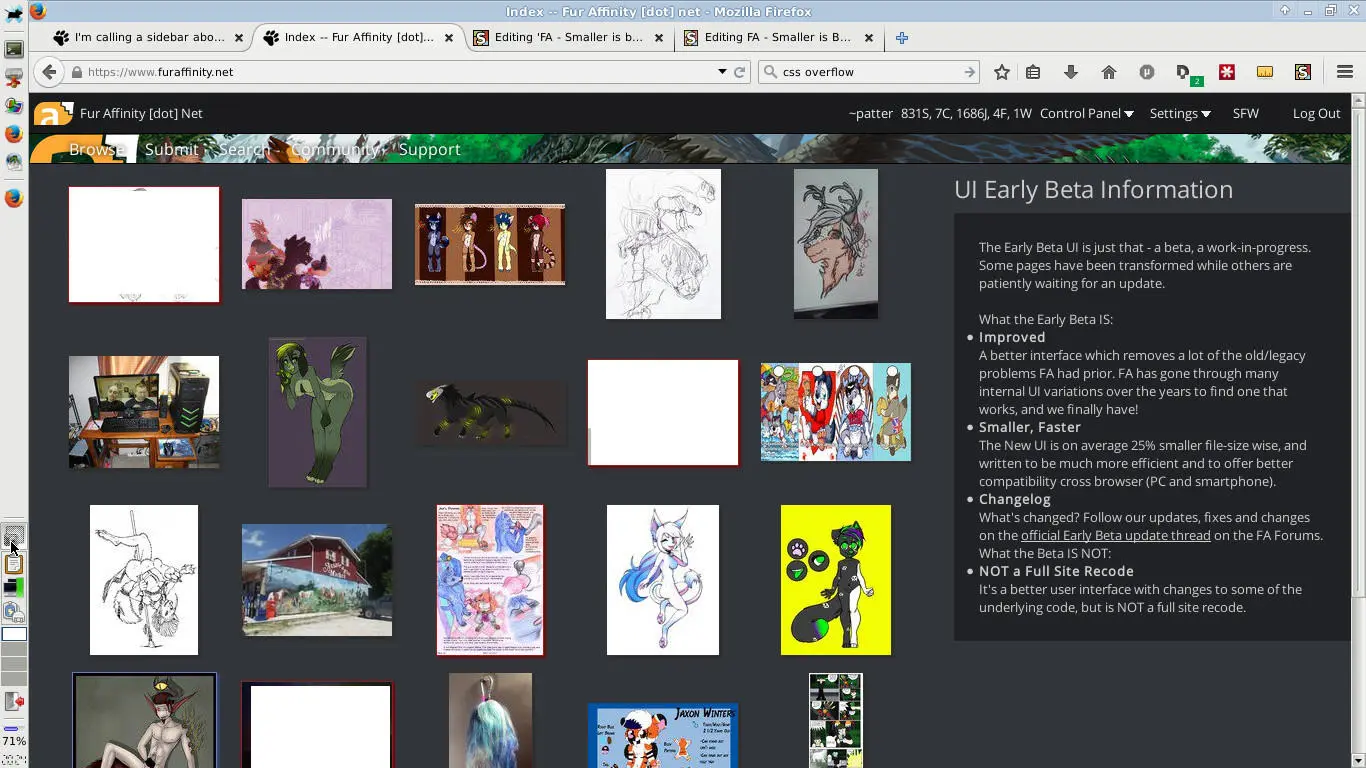 Index -- Fur Affinity [dot] net - Mozilla Firefox
I'm calling a sidebar abo...
Index -- Fur Affinity [dot]...
Editing 'FA - Smaller is b...
Editing FA - Smaller is B...
https://www.furaffinity.net
css overflow
2
Fur Affinity [dot] Net
~patter 831S, 7C, 1686J, 4F, 1W Control Panel Settings SFW Log Out
Browse Submit Search Community Support
UI Early Beta Information
The Early Beta UI is just that - a beta, a work-in-progress.
Some pages have been transformed while others are
patiently waiting for an update.
What the Early Beta IS:
• Improved
A better interface which removes a lot of the old/legacy
problems FA had prior. FA has gone through many
internal UI variations over the years to find one that
works, and we finally have!
• Smaller, Faster
The New UI is on average 25% smaller file-size wise, and
written to be much more efficient and to offer better
compatibility cross browser (PC and smartphone).
• Changelog
What's changed? Follow our updates, fixes and changes
on the official Early Beta update thread on the FA Forums.
What the Beta IS NOT:
• NOT a Full Site Recode
It's a better user interface with changes to some of the
underlying code, but is NOT a full site recode.
JAXON WINTERS
71%